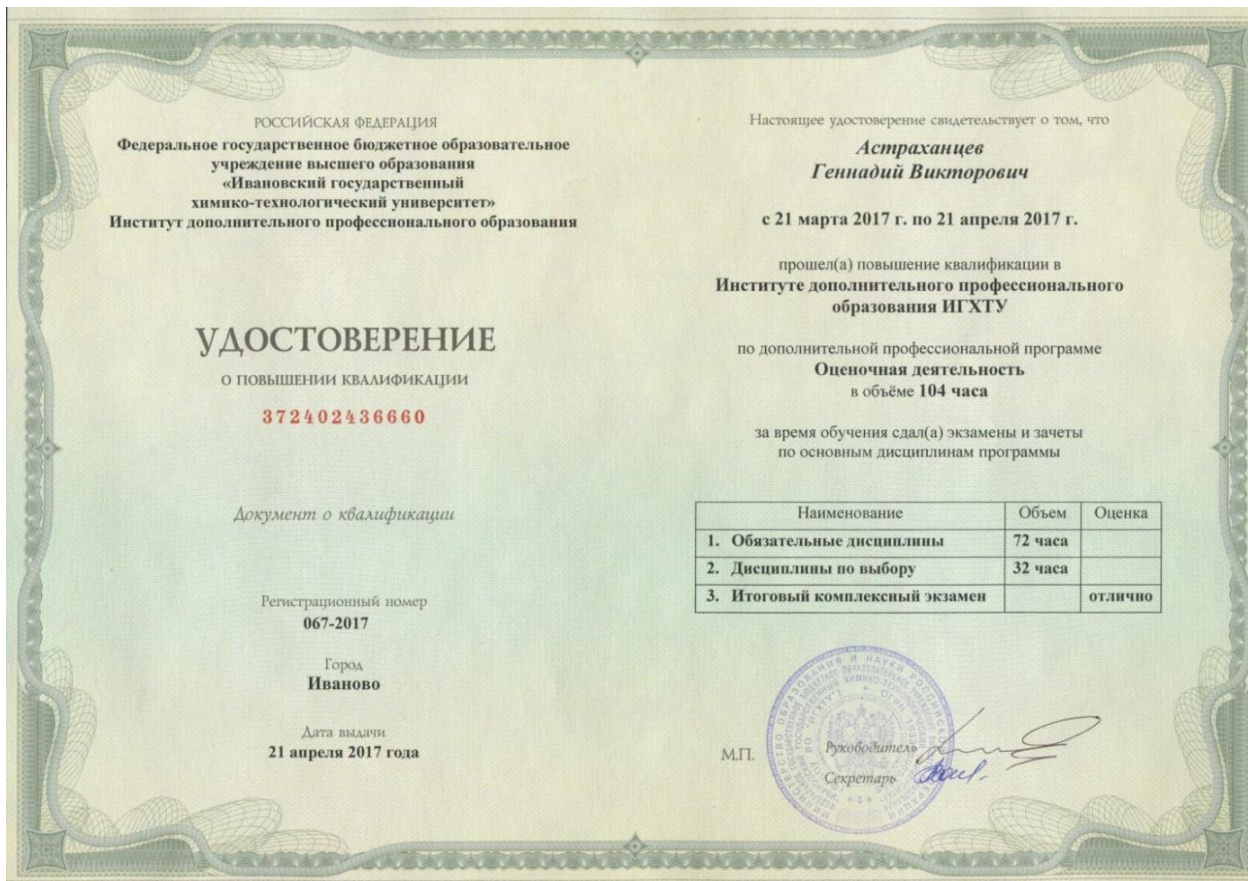 РОССИЙСКАЯ ФЕДЕРАЦИЯ
Федеральное государственное бюджетное образовательное
учреждение высшего образования
«Ивановский государственный
химико-технологический университет»
Институт дополнительного профессионального образования
УДОСТОВЕРЕНИЕ
О ПОВЫШЕНИИ КВАЛИФИКАЦИИ
372402436660
Документ о квалификации
Регистрационный номер
067-2017
Город
Иваново
Дата выдачи
21 апреля 2017 года
Настоящее удостоверение свидетельствует о том, что
Астраханцев
Геннадий Викторович
с 21 марта 2017 г. по 21 апреля 2017 г.
прошел(а) повышение квалификации в
Институте дополнительного профессионального
образования ИГХТУ
по дополнительной профессиональной программе
Оценочная деятельность
в объёме 104 часа
за время обучения сдал(а) экзамены и зачеты
по основным дисциплинам программы
Наименование Объем Оценка
1. Обязательные дисциплины 72 часа
2. Дисциплины по выбору 32 часа
3. Итоговый комплексный экзамен отлично
М.П.
Руководитель
Секретарь